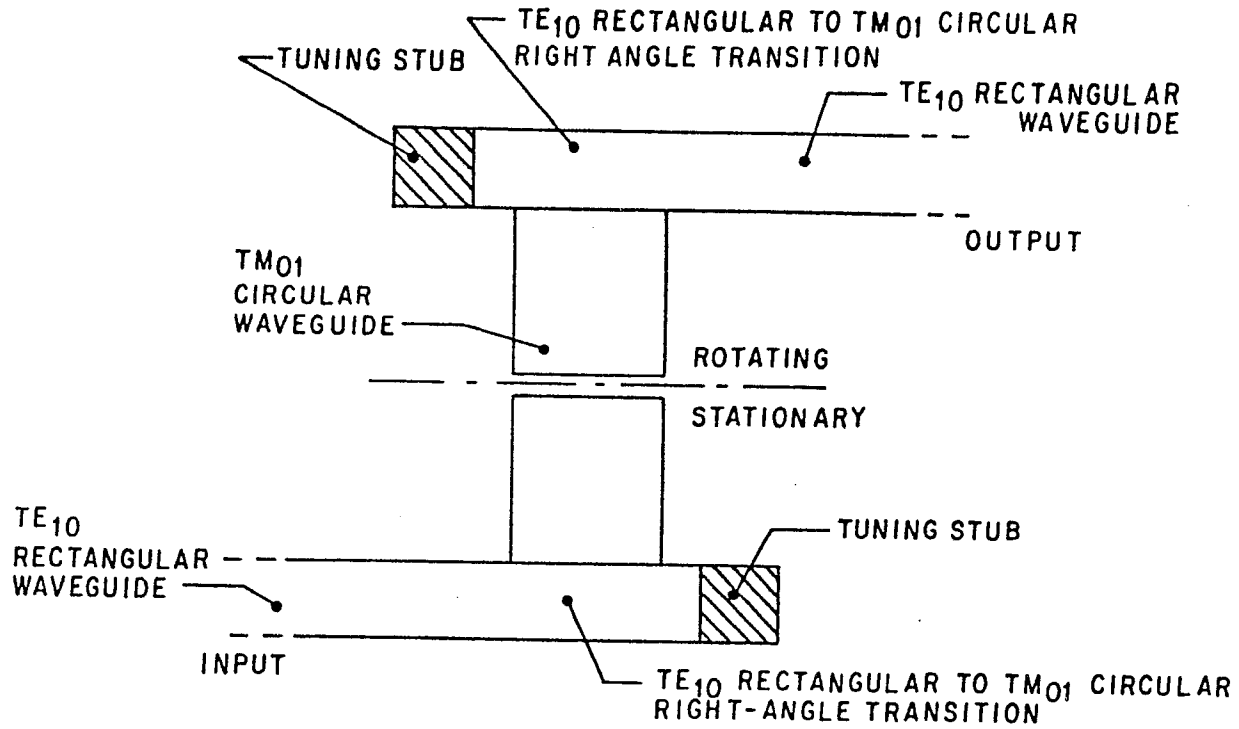 TE10 RECTANGULAR TO TM01 CIRCULAR
RIGHT ANGLE TRANSITION
TUNING STUB
TE10 RECTANGULAR
WAVEGUIDE
OUTPUT
TM01
CIRCULAR
WAVEGUIDE
ROTATING
STATIONARY
TE10
RECTANGULAR
WAVEGUIDE
TUNING STUB
INPUT
TE10 RECTANGULAR TO TM01 CIRCULAR
RIGHT-ANGLE TRANSITION